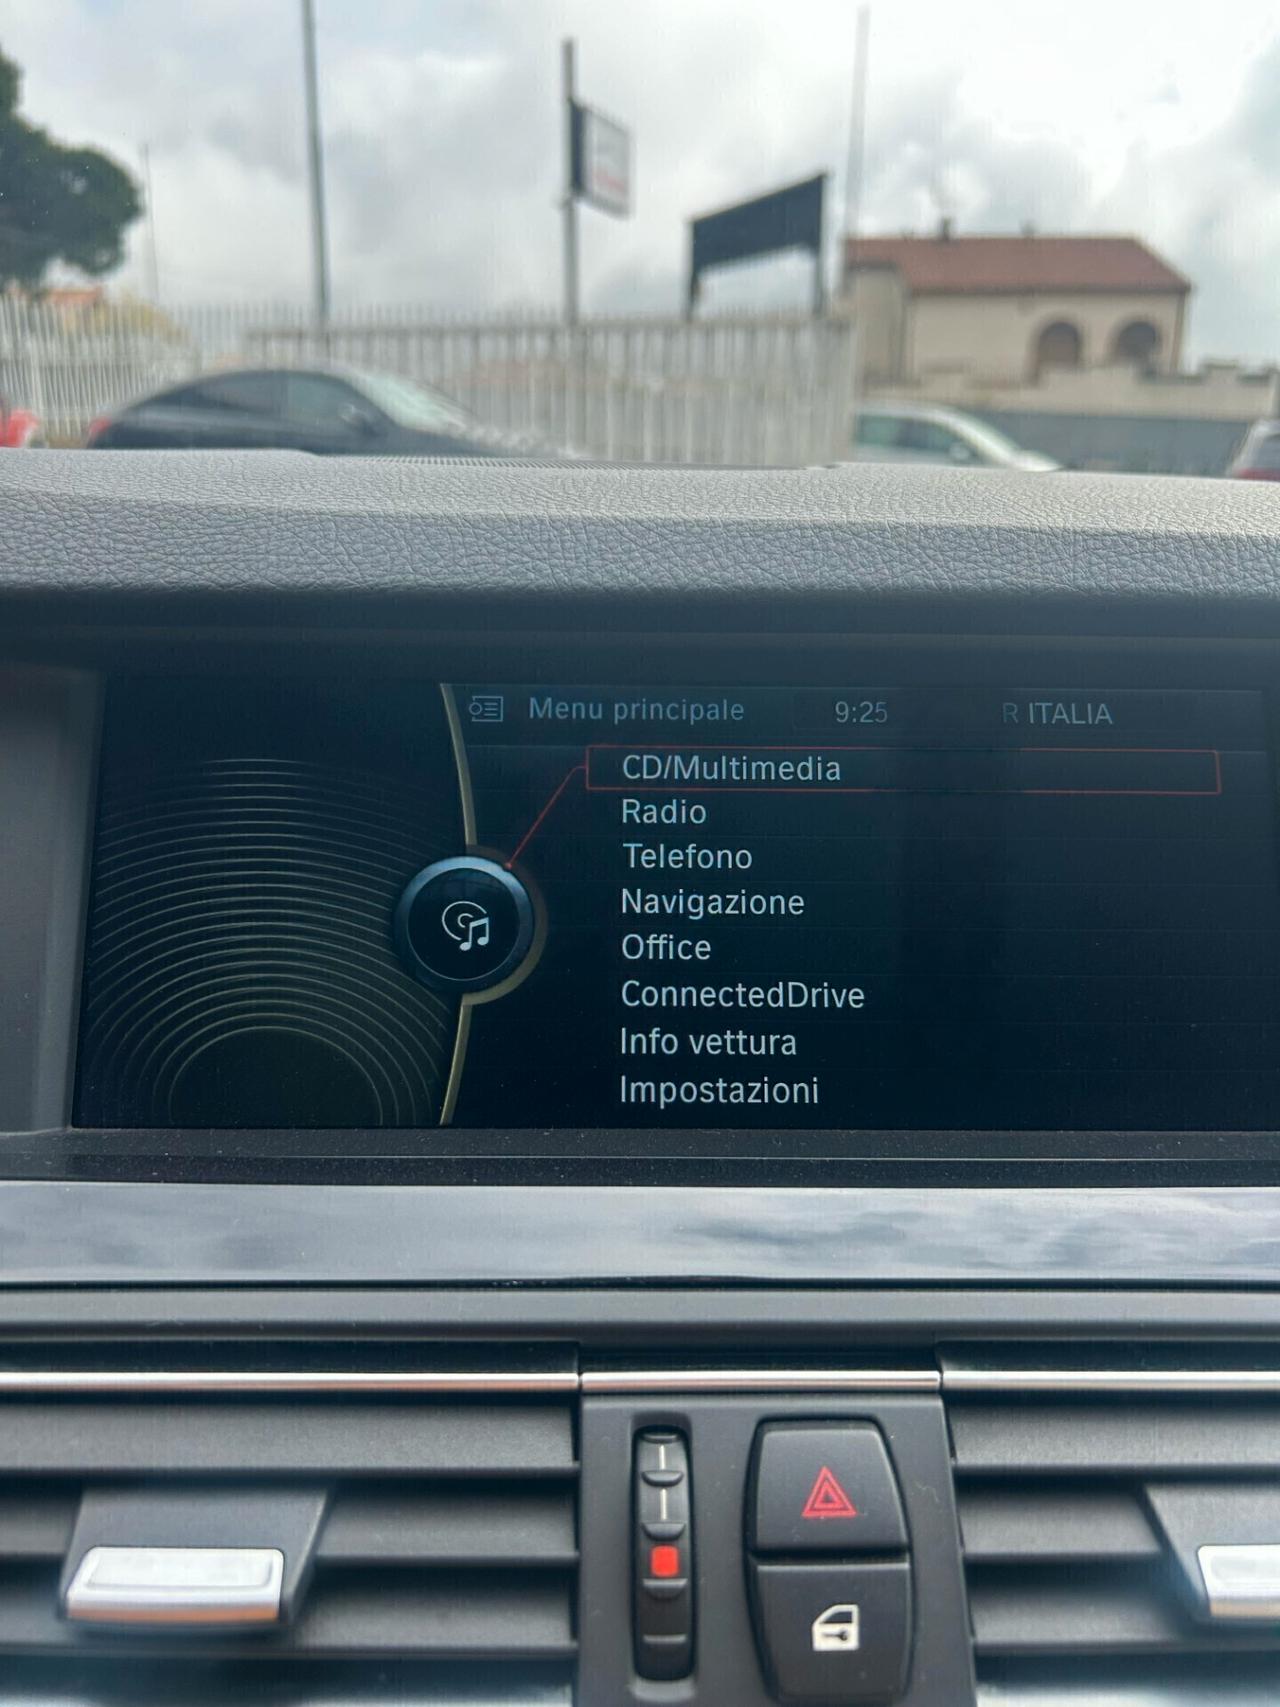 Menu principale 9:25 R ITALIA
CD/Multimedia
Radio
Telefono
Navigazione
Office
ConnectedDrive
Info vettura
Impostazioni